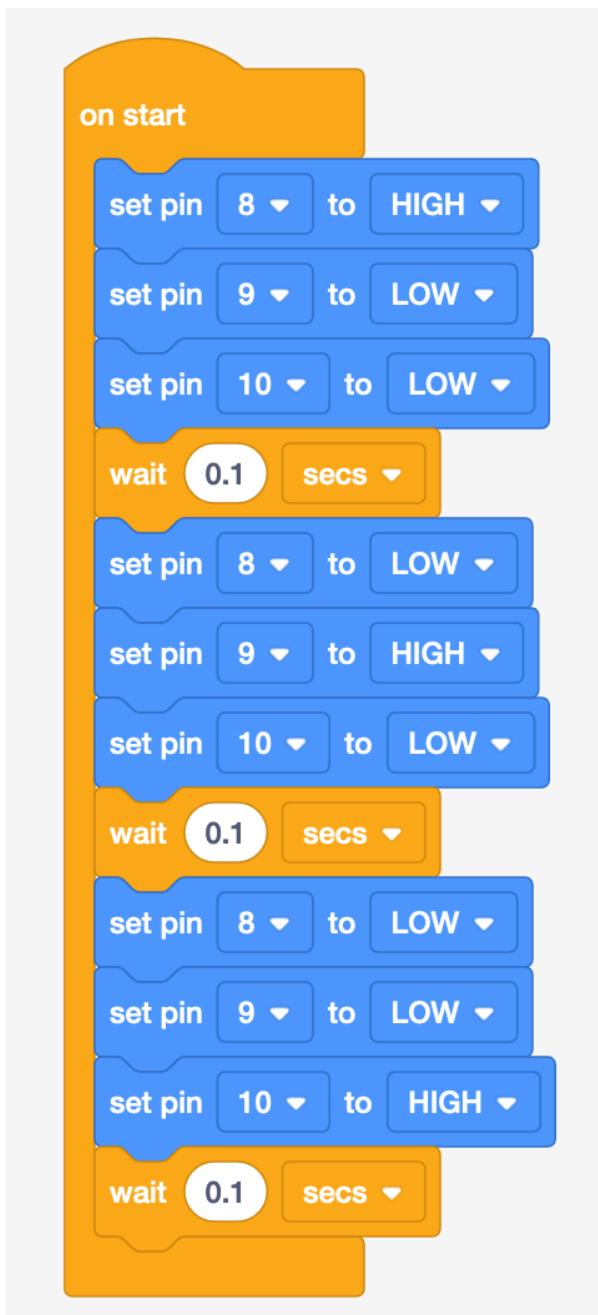 on start
set pin 8 to HIGH
set pin 9 to LOW
set pin 10 to LOW
wait 0.1 secs
set pin 8 to LOW
set pin 9 to HIGH
set pin 10 to LOW
wait 0.1 secs
set pin 8 to LOW
set pin 9 to LOW
set pin 10 to HIGH
wait 0.1 secs